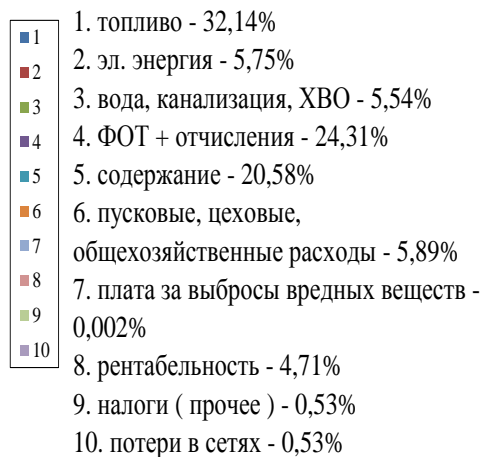 1
2
3
4
5
6
7
8
9
10
1. топливо - 32,14%
2. эл. энергия - 5,75%
3. вода, канализация, ХВО - 5,54%
4. ФОТ + отчисления - 24,31%
5. содержание - 20,58%
6. пусковые, цеховые,
общехозяйственные расходы - 5,89%
7. плата за выбросы вредных веществ -
0,002%
8. рентабельность - 4,71%
9. налоги ( прочее ) - 0,53%
10. потери в сетях - 0,53%